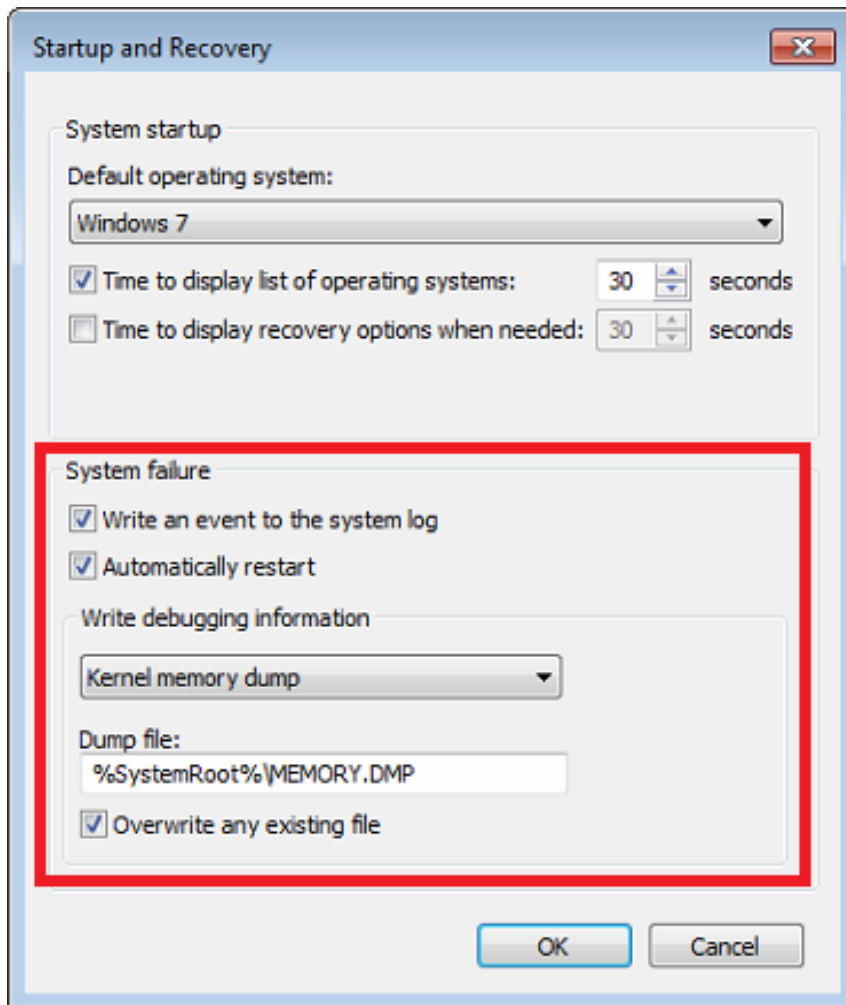 Startup and Recovery
System startup
Default operating system:
Windows 7
Time to display list of operating systems: 30 seconds
Time to display recovery options when needed: 30 seconds
System failure
Write an event to the system log
Automatically restart
Write debugging information
Kernel memory dump
Dump file:
%SystemRoot%\MEMORY.DMP
Overwrite any existing file
OK Cancel